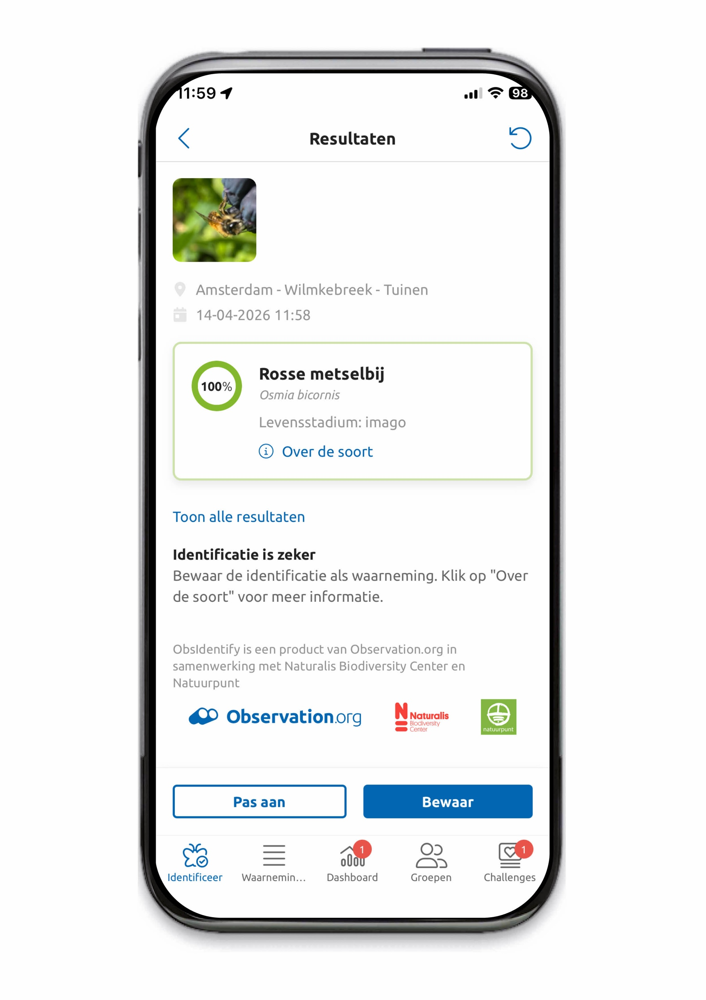 11:59
98
Resultaten
Amsterdam - Wilmkebreek - Tuinen
14-04-2026 11:58
100%
Rosse metselbij
Osmia bicornis
Levensstadium: imago
Over de soort
Toon alle resultaten
Identificatie is zeker
Bewaar de identificatie als waarneming. Klik op "Over
de soort" voor meer informatie.
ObsIdentify is een product van Observation.org in
samenwerking met Naturalis Biodiversity Center en
Natuurpunt
Observation.org
Naturalis
Biodiversity
Center
natuurpunt
Pas aan
Bewaar
1
1
Identificeer
Waarnemin...
Dashboard
Groepen
Challenges